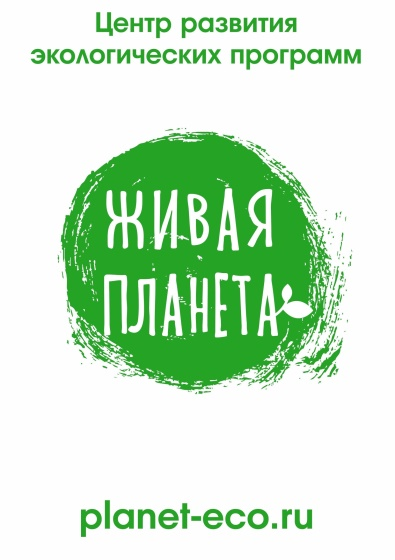 Центр развития
экологических программ
ЖИВАЯ
ПЛАНЕТА
planet-eco.ru